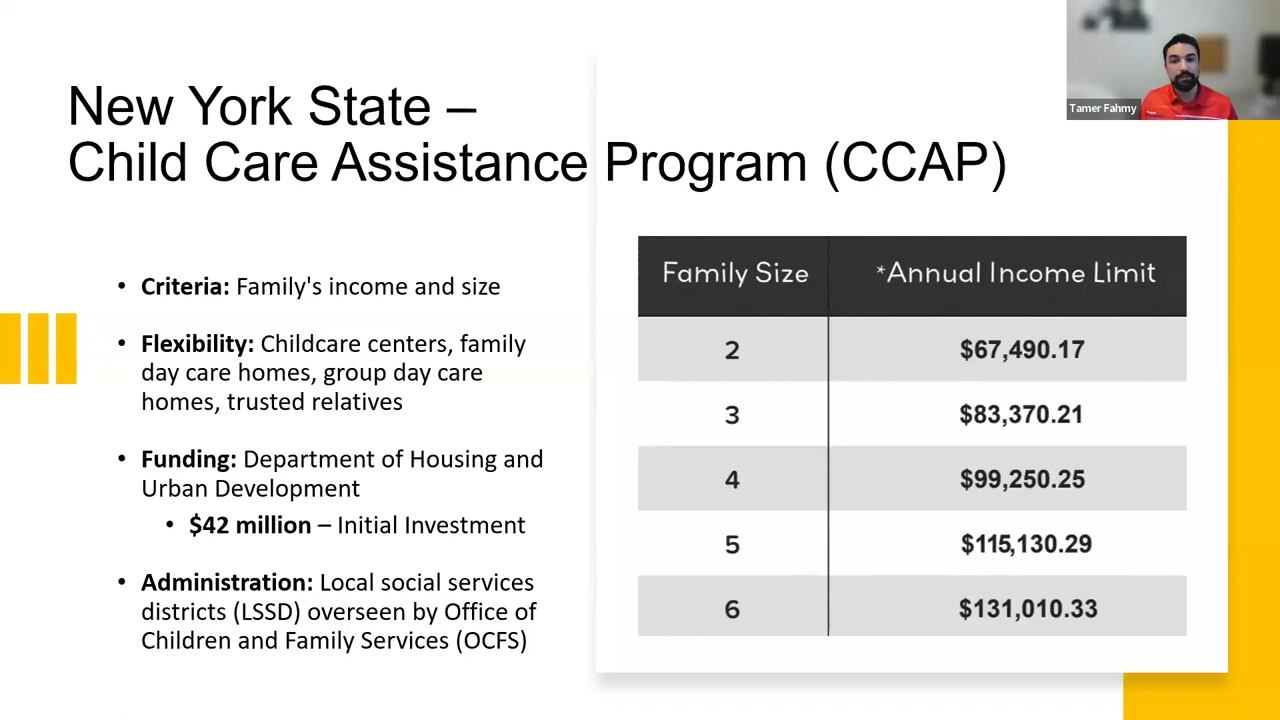 New York State –
Child Care Assistance Program (CCAP)
Tamer Fahmy
• Criteria: Family's income and size
• Flexibility: Childcare centers, family
day care homes, group day care
homes, trusted relatives
• Funding: Department of Housing and
Urban Development
• $42 million – Initial Investment
• Administration: Local social services
districts (LSSD) overseen by Office of
Children and Family Services (OCFS)
Family Size *Annual Income Limit
2 $67,490.17
3 $83,370.21
4 $99,250.25
5 $115,130.29
6 $131,010.33